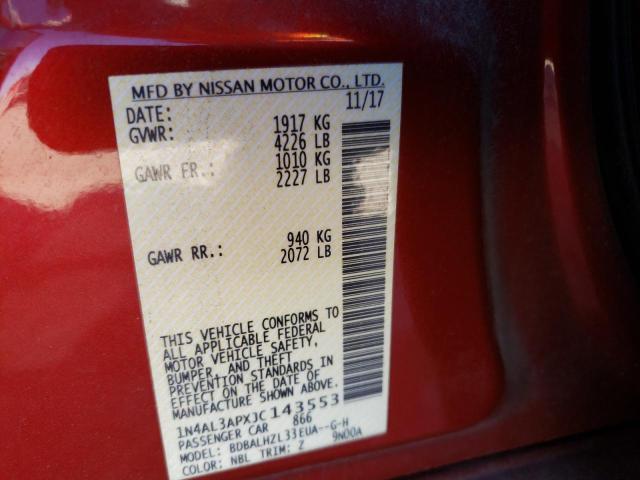 MFD BY NISSAN MOTOR CO., LTD.
DATE: 11/17
GVWR: 1917 KG
4226 LB
GAWR FR.: 1010 KG
2227 LB
GAWR RR.: 940 KG
2072 LB
THIS VEHICLE CONFORMS TO
ALL APPLICABLE FEDERAL
MOTOR VEHICLE SAFETY,
BUMPER, AND THEFT
PREVENTION STANDARDS IN
EFFECT ON THE DATE OF
MANUFACTURE SHOWN ABOVE.
1N4AL3APXJC143553
PASSENGER CAR 866
MODEL: BDBALHZL33EUA--G-H
COLOR: NBL TRIM: Z 9N00A